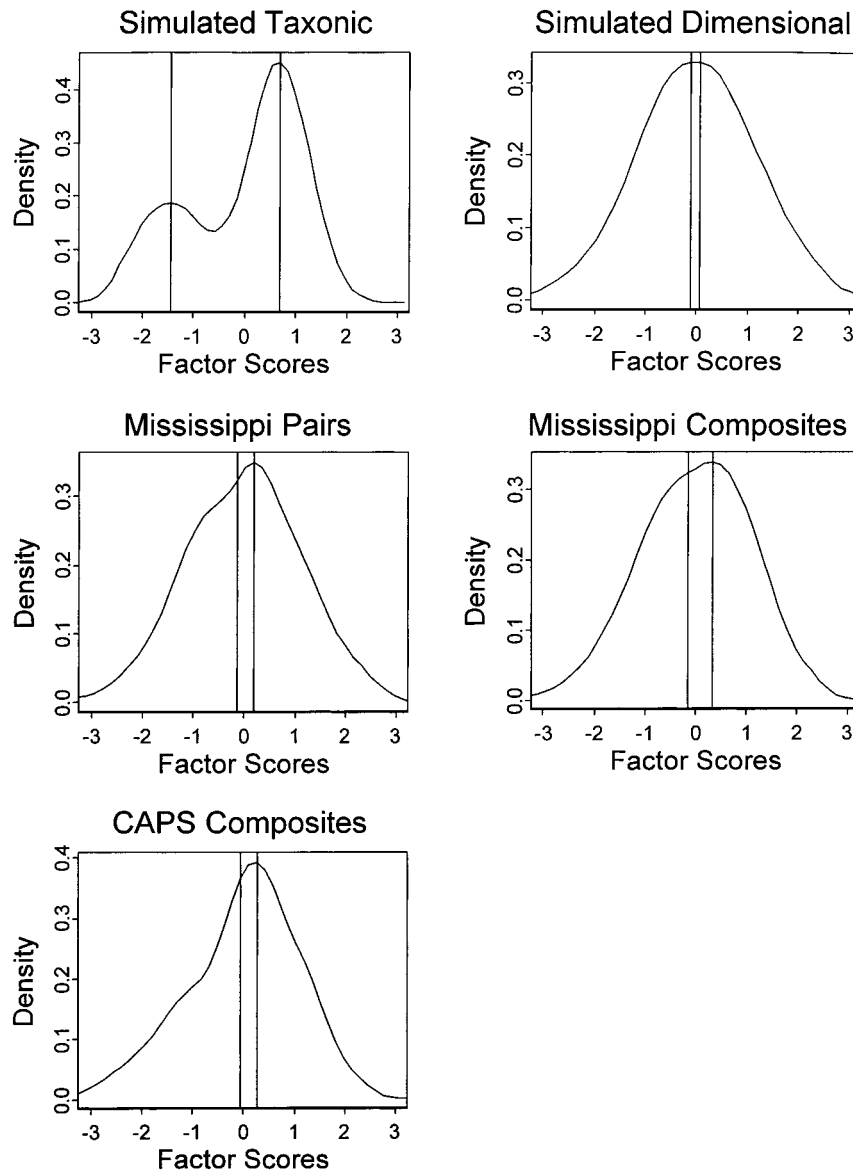 Simulated Taxonic
Density
0.0 0.1 0.2 0.3 0.4
-3 -2 -1 0 1 2 3
Factor Scores
Simulated Dimensional
Density
0.0 0.1 0.2 0.3
-3 -2 -1 0 1 2 3
Factor Scores
Mississippi Pairs
Density
0.0 0.1 0.2 0.3
-3 -2 -1 0 1 2 3
Factor Scores
Mississippi Composites
Density
0.0 0.1 0.2 0.3
-3 -2 -1 0 1 2 3
Factor Scores
CAPS Composites
Density
0.0 0.1 0.2 0.3 0.4
-3 -2 -1 0 1 2 3
Factor Scores